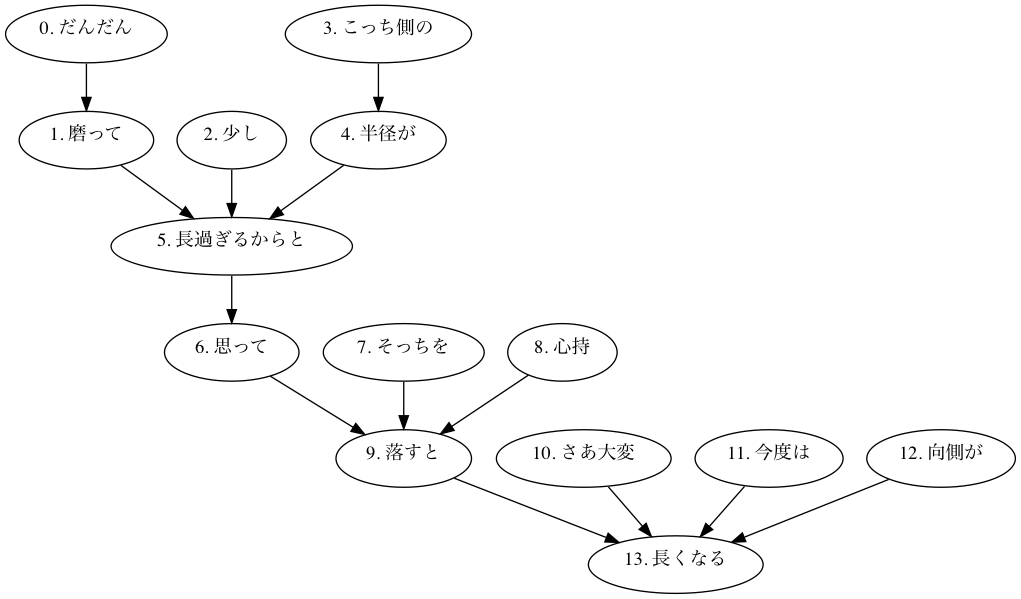 0. だんだん
3. こっち側の
1. 磨って
2. 少し
4. 半径が
5. 長過ぎるからと
6. 思って
7. そっちを
8. 心持
9. 落すと
10. さあ大変
11. 今度は
12. 向側が
13. 長くなる